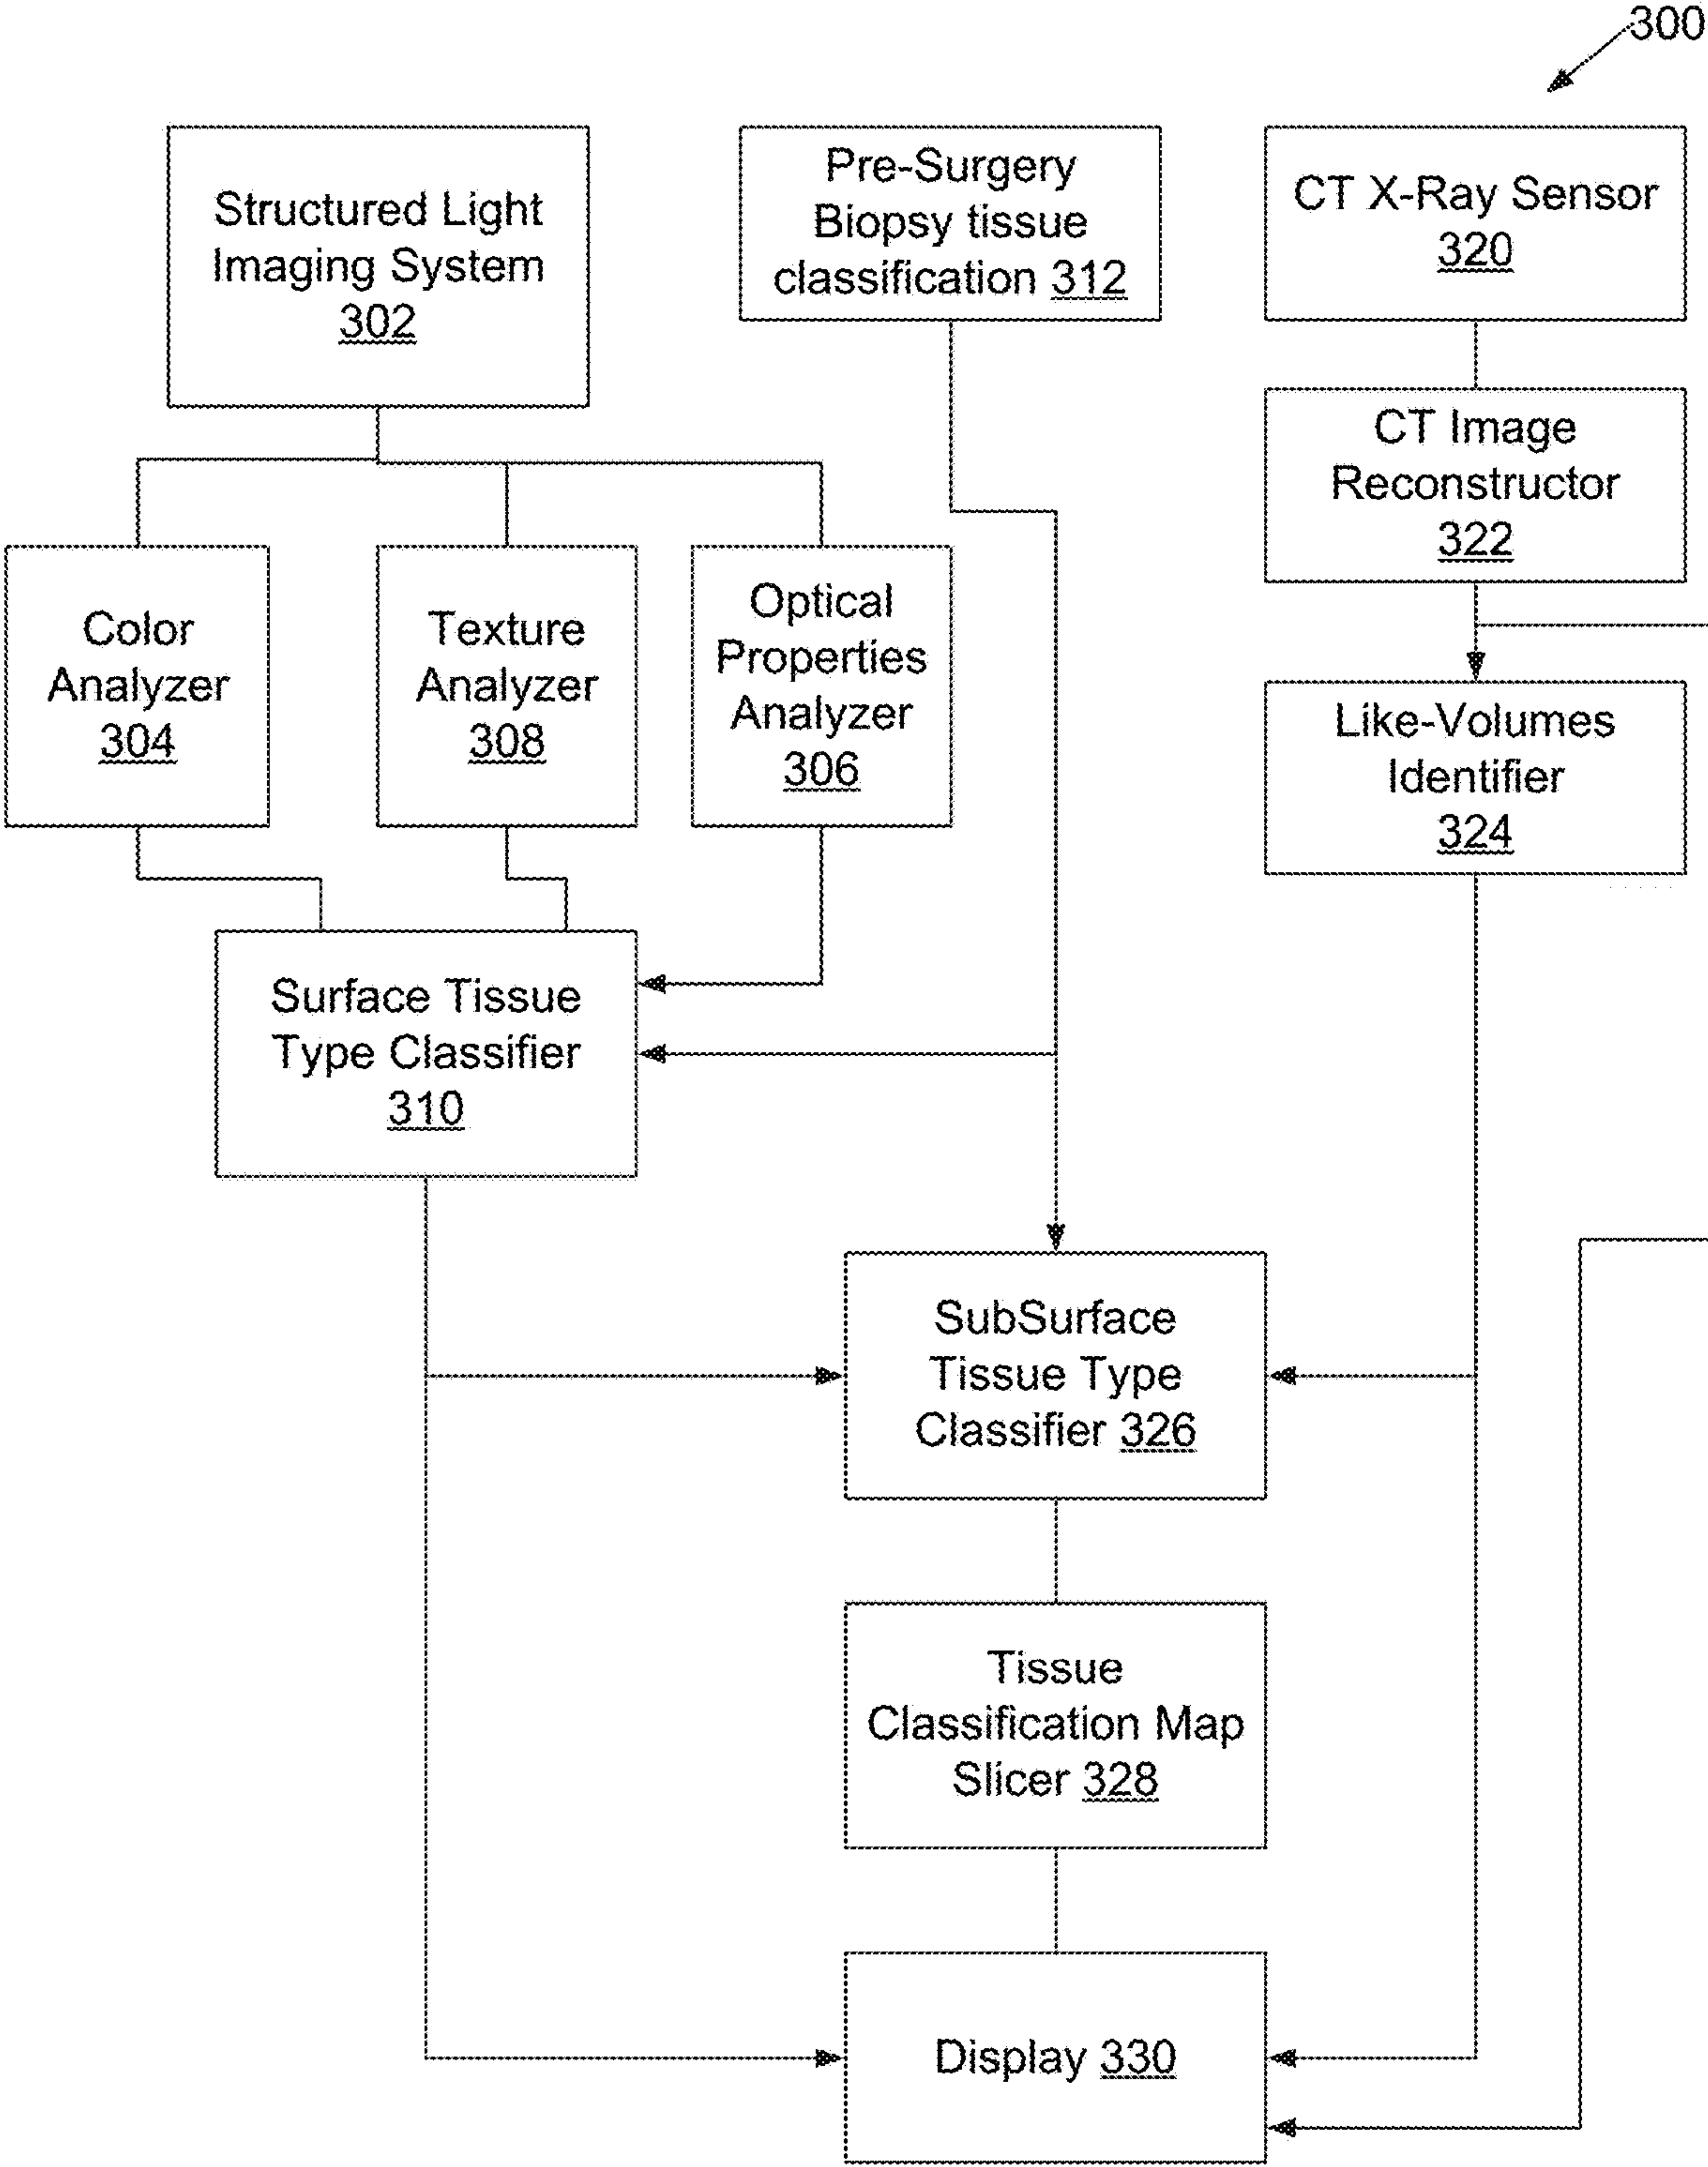 300
Structured Light
Imaging System
302
Pre-Surgery
Biopsy tissue
classification 312
CT X-Ray Sensor
320
CT Image
Reconstructor
322
Color
Analyzer
304
Texture
Analyzer
308
Optical
Properties
Analyzer
306
Like-Volumes
Identifier
324
Surface Tissue
Type Classifier
310
SubSurface
Tissue Type
Classifier 326
Tissue
Classification Map
Slicer 328
Display 330